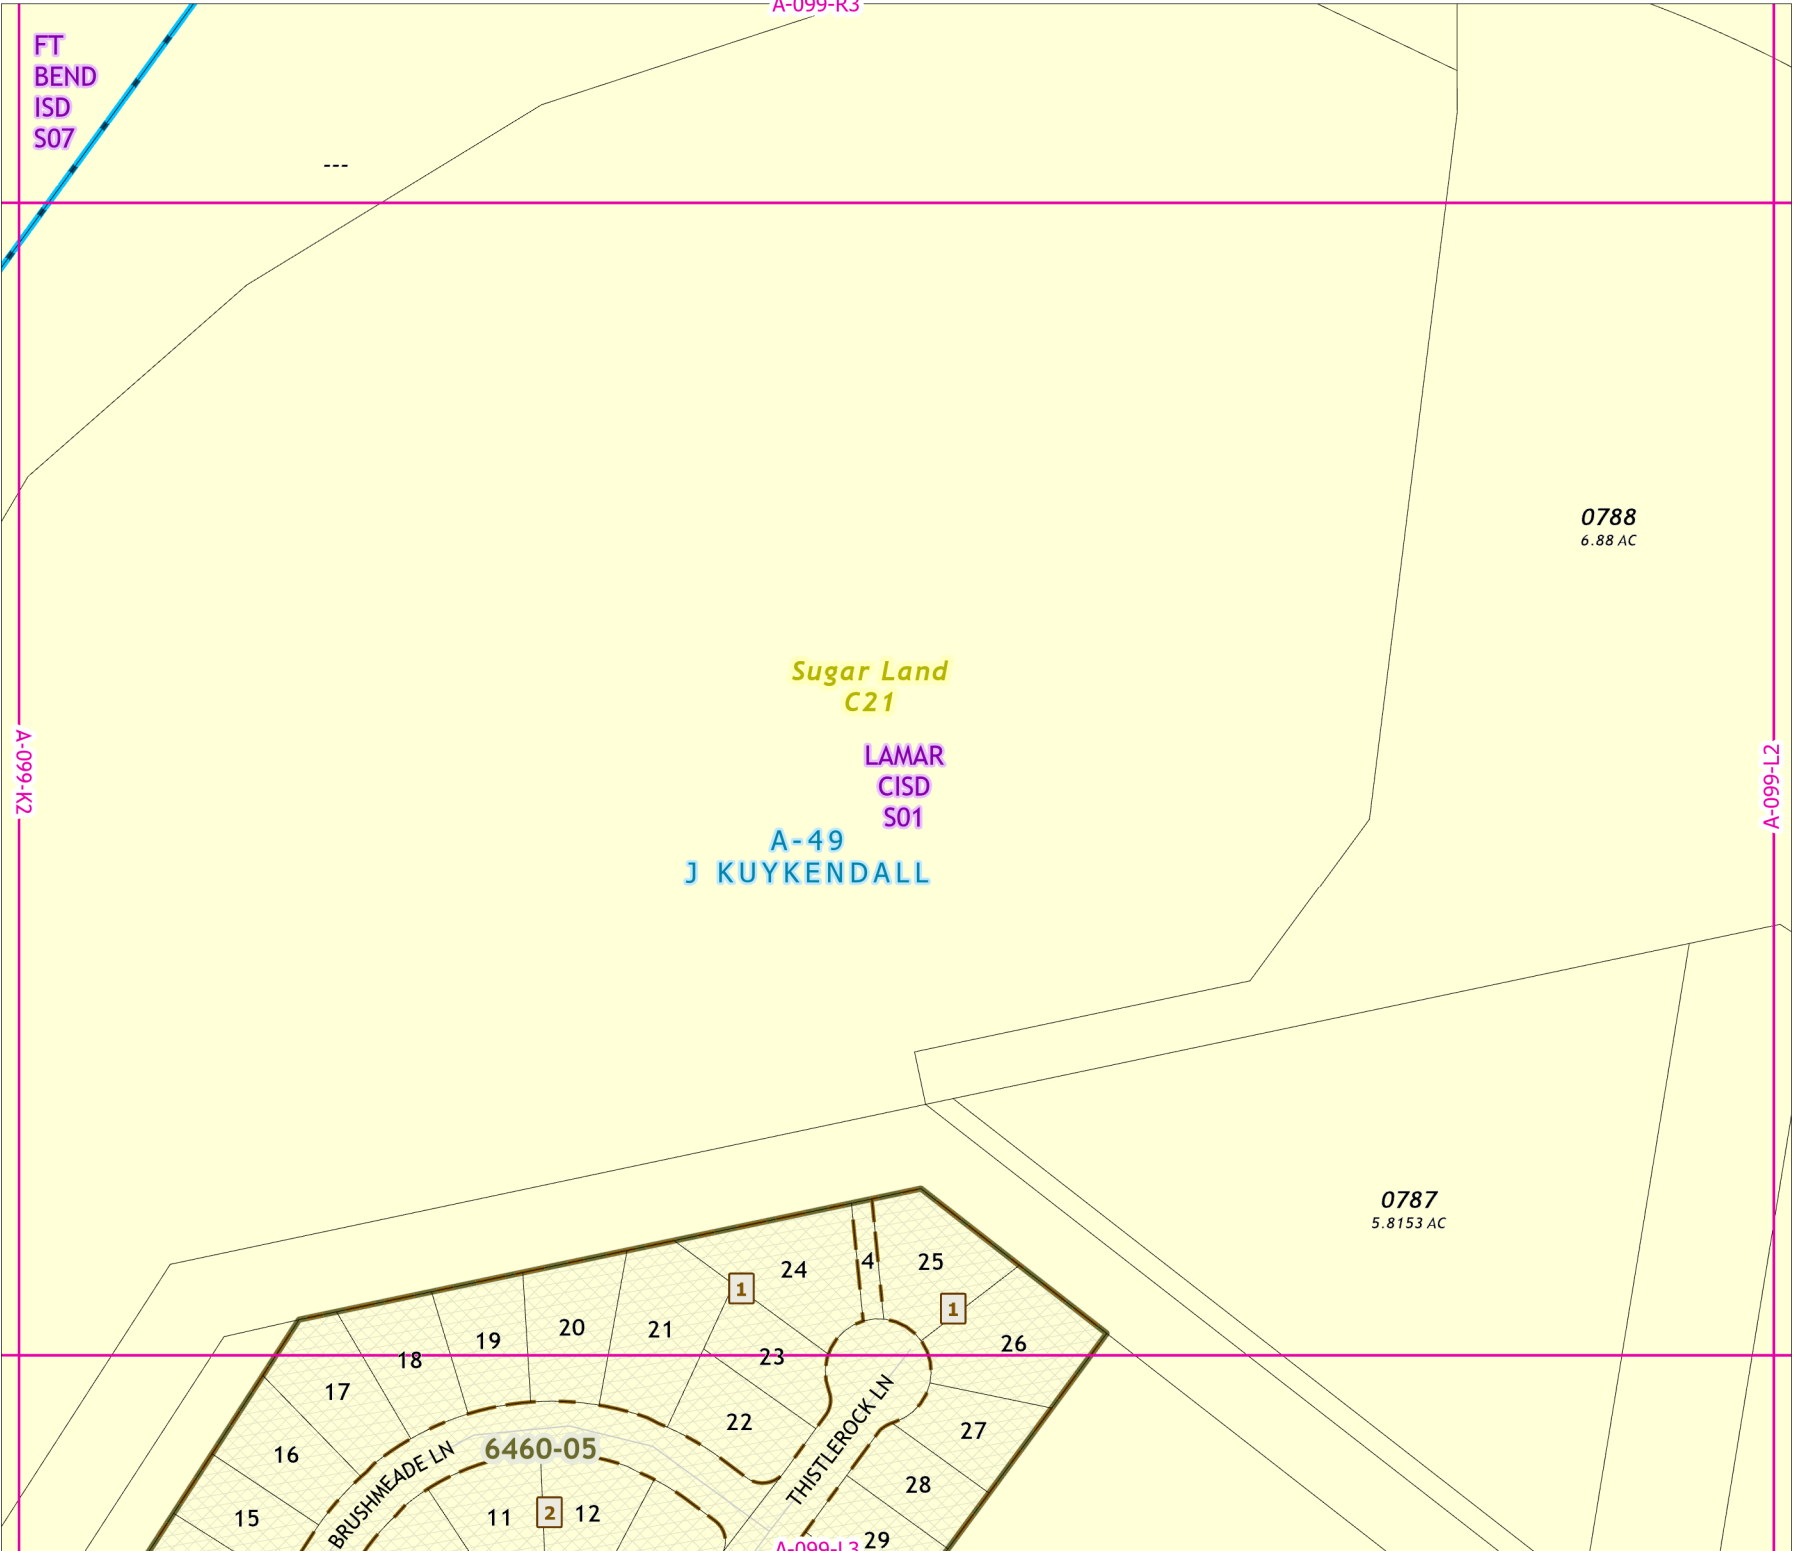 A-099-R3
FT
BEND
ISD
S07
---
0788
6.88 AC
Sugar Land
C21
LAMAR
CISD
S01
A-49
J KUYKENDALL
A-099-K2
A-099-L2
0787
5.8153 AC
24
4
25
1
1
18
19
20
21
23
26
17
22
27
16
6460-05
BRUSHMEADE LN
THISTLEROCK LN
28
15
11
2
12
29
A-099-L3